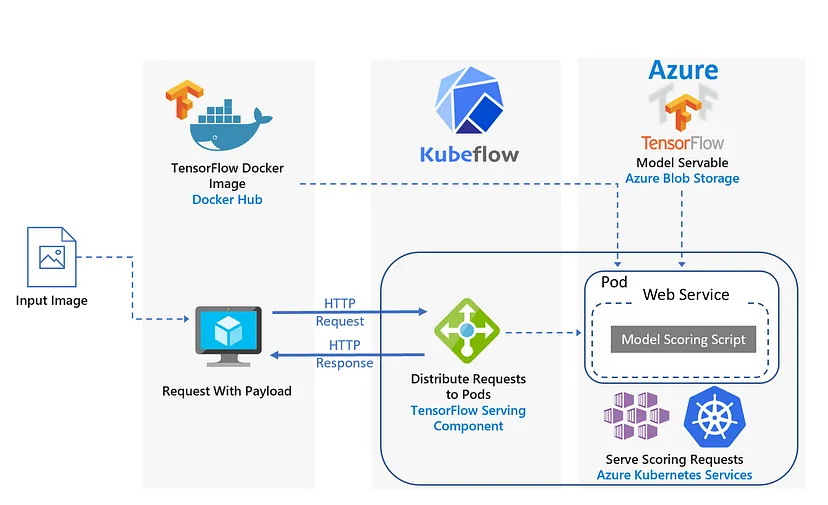 TensorFlow Docker
Image
Docker Hub
Kubeflow
Azure
TensorFlow
Model Servable
Azure Blob Storage
Input Image
HTTP
Request
HTTP
Response
Request With Payload
Distribute Requests
to Pods
TensorFlow Serving
Component
Pod
Web Service
Model Scoring Script
Serve Scoring Requests
Azure Kubernetes Services